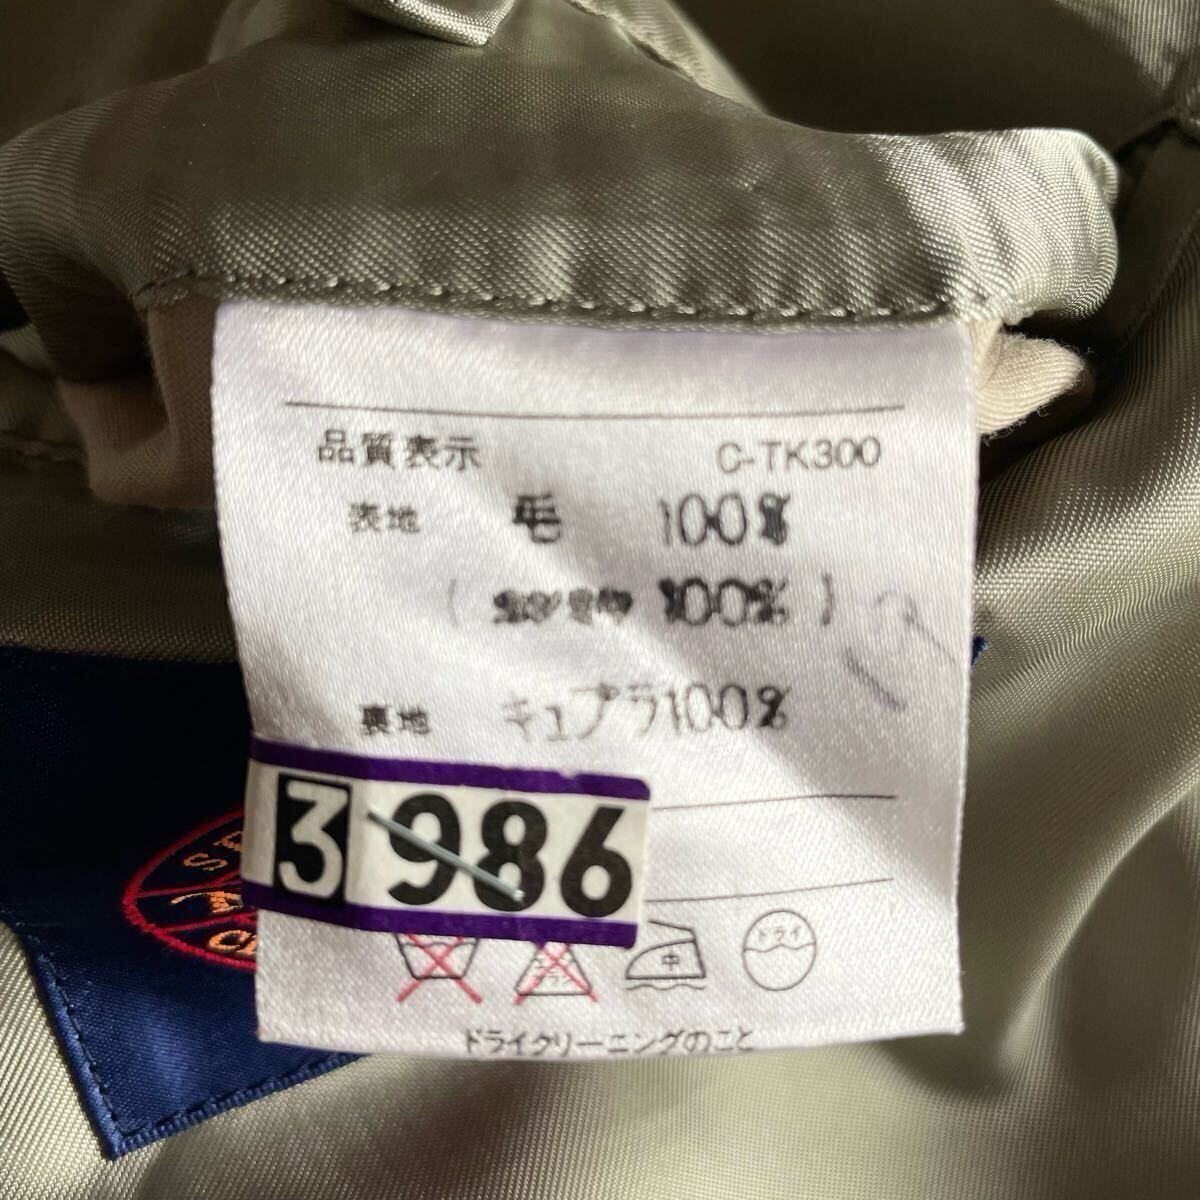 品質表示 C-TK300
表地 毛 100%
( 100% )
裏地 キュプラ100%
3 986
中 ドライ
ドライクリーニングのこと